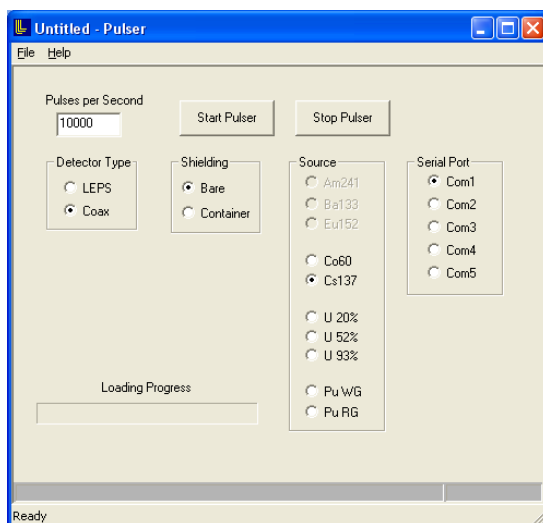 Untitled - Pulser
File Help
Pulses per Second
10000
Start Pulser
Stop Pulser
Detector Type
LEPS
Coax
Shielding
Bare
Container
Source
Am241
Ba133
Eu152
Co60
Cs137
U 20%
U 52%
U 93%
Pu WG
Pu RG
Serial Port
Com1
Com2
Com3
Com4
Com5
Loading Progress
Ready